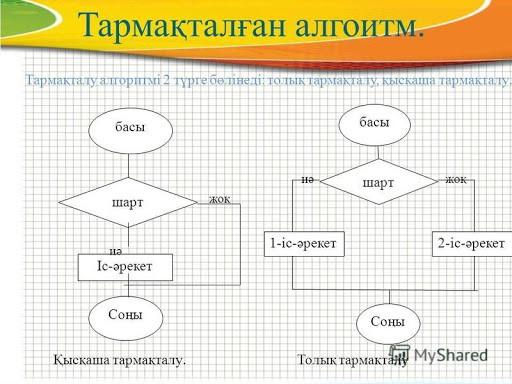 Тармақталған алгоитм.
Тармақталу алгоритмі 2 түрге бөлінеді: толық тармақталу, қысқаша тармақталу.
басы
шарт
жоқ
иә
Іс-әрекет
Соңы
Қысқаша тармақталу.
басы
иә
шарт
жоқ
1-іс-әрекет
2-іс-әрекет
Соңы
Толық тармақталу
MyShared